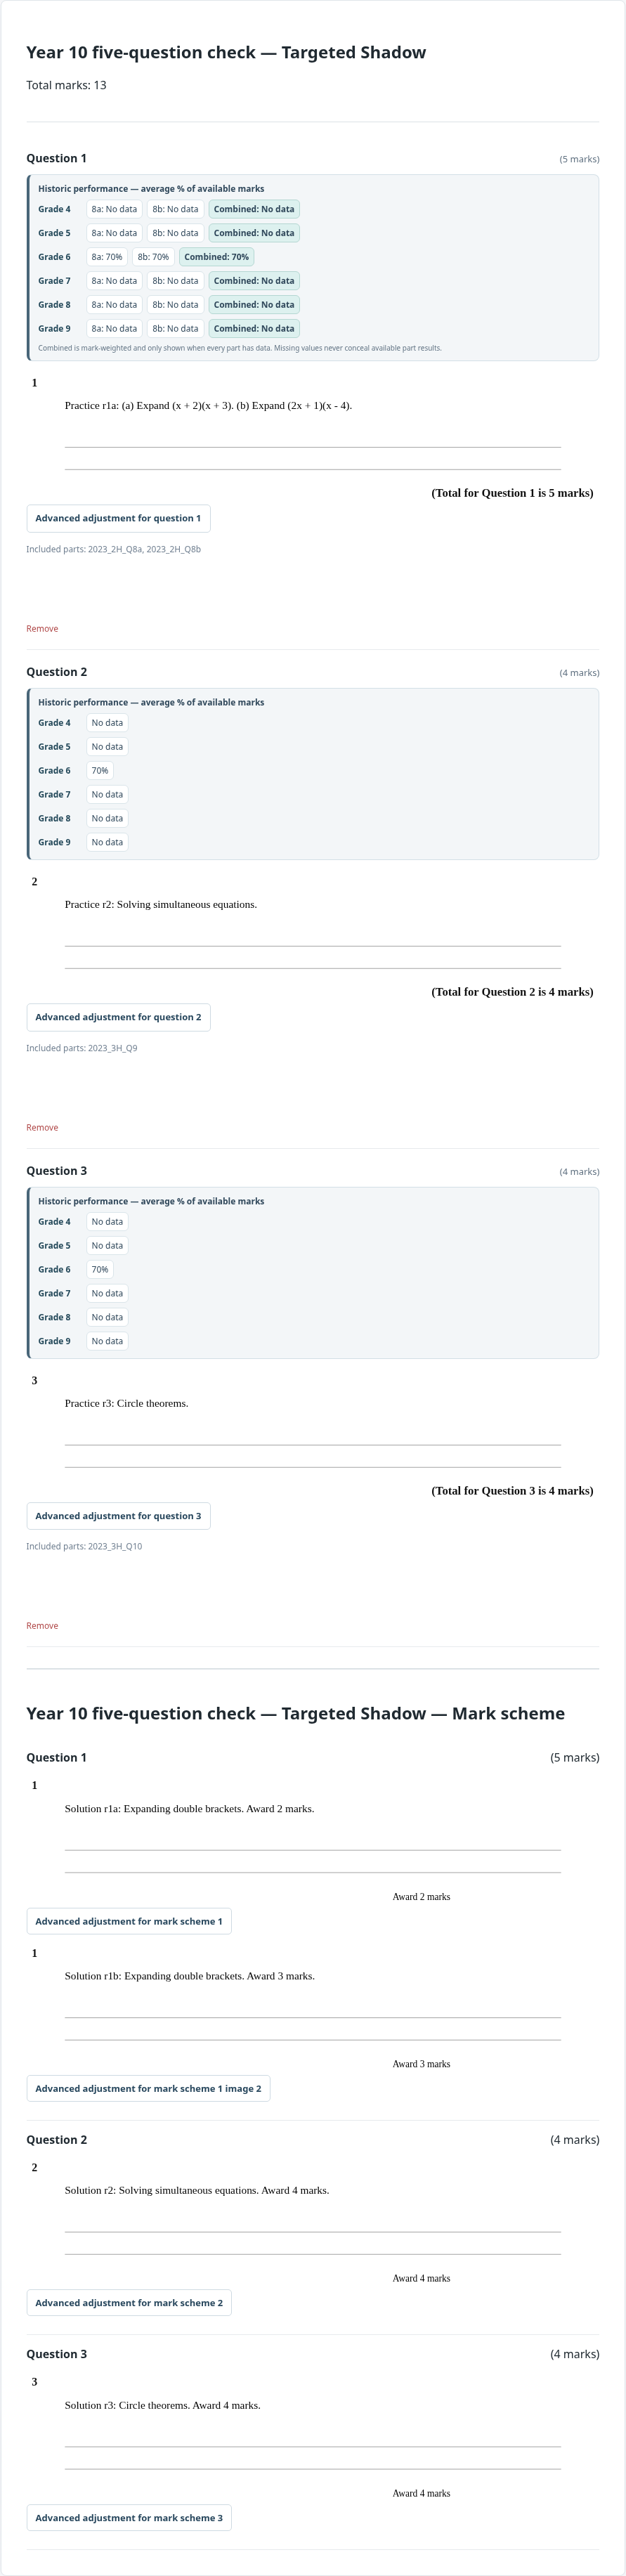 Year 10 five-question check — Targeted Shadow
Total marks: 13
Question 1 (5 marks)
Historic performance — average % of available marks
Grade 4 8a: No data 8b: No data Combined: No data
Grade 5 8a: No data 8b: No data Combined: No data
Grade 6 8a: 70% 8b: 70% Combined: 70%
Grade 7 8a: No data 8b: No data Combined: No data
Grade 8 8a: No data 8b: No data Combined: No data
Grade 9 8a: No data 8b: No data Combined: No data
Combined is mark-weighted and only shown when every part has data. Missing values never conceal available part results.
1
Practice r1a: (a) Expand (x + 2)(x + 3). (b) Expand (2x + 1)(x - 4).
(Total for Question 1 is 5 marks)
Advanced adjustment for question 1
Included parts: 2023_2H_Q8a, 2023_2H_Q8b
Remove
Question 2 (4 marks)
Historic performance — average % of available marks
Grade 4 No data
Grade 5 No data
Grade 6 70%
Grade 7 No data
Grade 8 No data
Grade 9 No data
2
Practice r2: Solving simultaneous equations.
(Total for Question 2 is 4 marks)
Advanced adjustment for question 2
Included parts: 2023_3H_Q9
Remove
Question 3 (4 marks)
Historic performance — average % of available marks
Grade 4 No data
Grade 5 No data
Grade 6 70%
Grade 7 No data
Grade 8 No data
Grade 9 No data
3
Practice r3: Circle theorems.
(Total for Question 3 is 4 marks)
Advanced adjustment for question 3
Included parts: 2023_3H_Q10
Remove
Year 10 five-question check — Targeted Shadow — Mark scheme
Question 1 (5 marks)
1
Solution r1a: Expanding double brackets. Award 2 marks.
Award 2 marks
Advanced adjustment for mark scheme 1
1
Solution r1b: Expanding double brackets. Award 3 marks.
Award 3 marks
Advanced adjustment for mark scheme 1 image 2
Question 2 (4 marks)
2
Solution r2: Solving simultaneous equations. Award 4 marks.
Award 4 marks
Advanced adjustment for mark scheme 2
Question 3 (4 marks)
3
Solution r3: Circle theorems. Award 4 marks.
Award 4 marks
Advanced adjustment for mark scheme 3